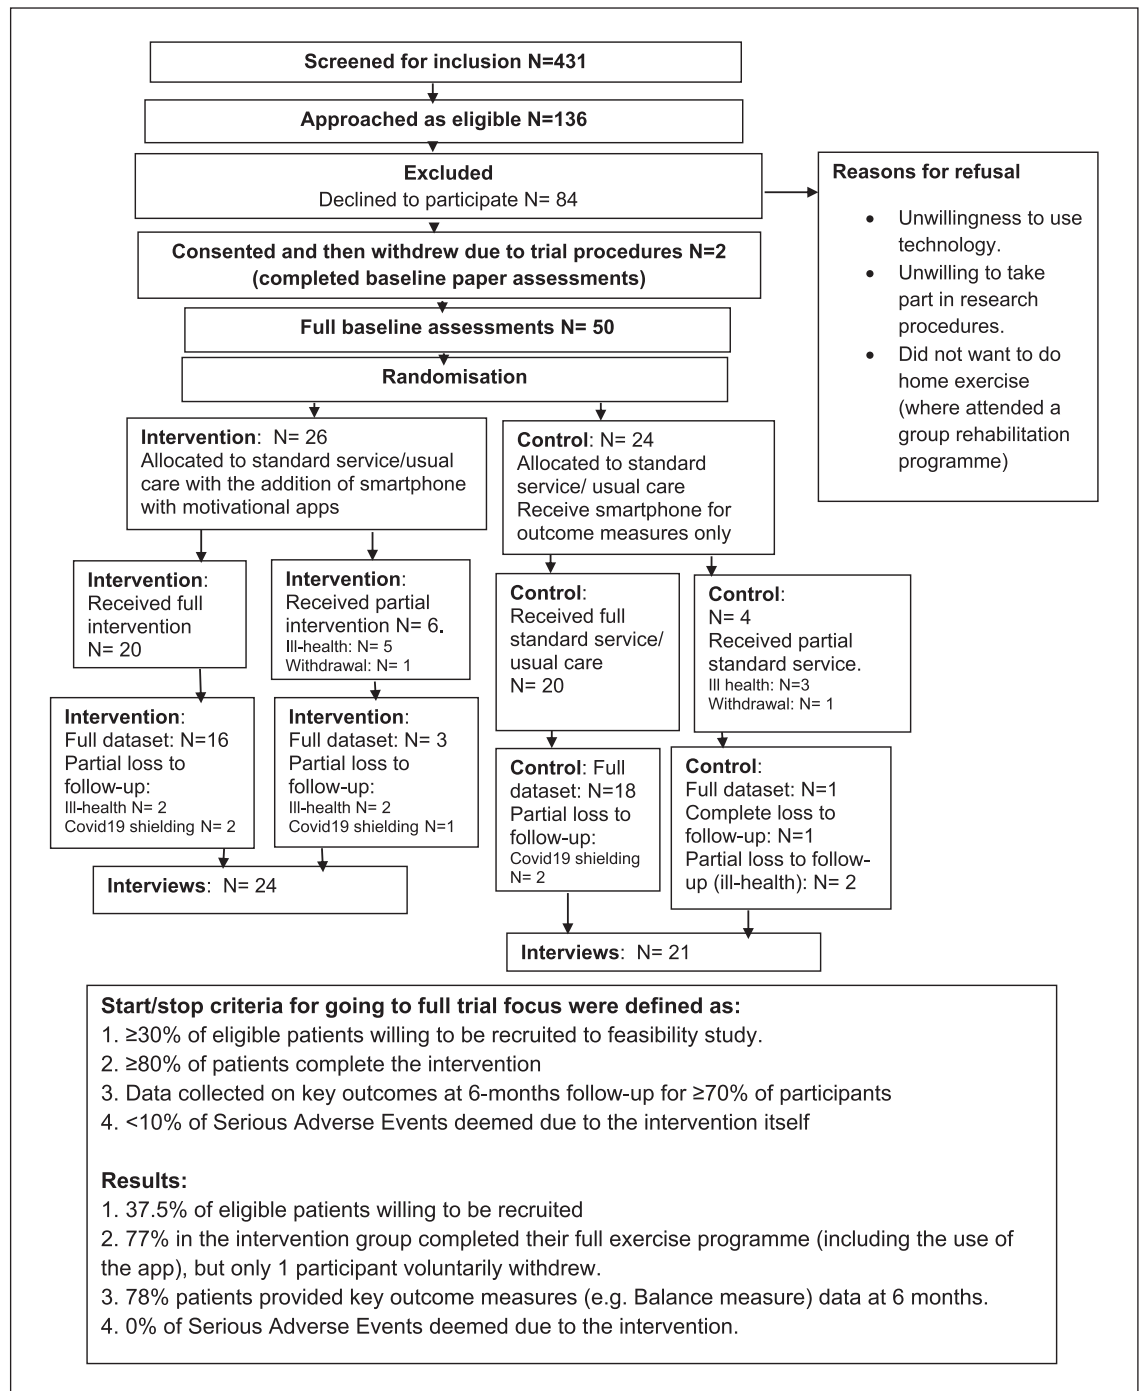 Screened for inclusion N=431
Approached as eligible N=136
Excluded
Declined to participate N= 84
Reasons for refusal
• Unwillingness to use
technology.
• Unwilling to take
part in research
procedures.
• Did not want to do
home exercise
(where attended a
group rehabilitation
programme)
Consented and then withdrew due to trial procedures N=2
(completed baseline paper assessments)
Full baseline assessments N= 50
Randomisation
Intervention: N= 26
Allocated to standard service/usual
care with the addition of smartphone
with motivational apps
Control: N= 24
Allocated to standard
service/ usual care
Receive smartphone for
outcome measures only
Intervention:
Received full
intervention
N= 20
Intervention:
Received partial
intervention N= 6.
Ill-health: N= 5
Withdrawal: N= 1
Control:
Received full
standard service/
usual care
N= 20
Control:
N= 4
Received partial
standard service.
Ill health: N=3
Withdrawal: N= 1
Intervention:
Full dataset: N=16
Partial loss to
follow-up:
Ill-health N= 2
Covid19 shielding N= 2
Intervention:
Full dataset: N= 3
Partial loss to
follow-up:
Ill-health N= 2
Covid19 shielding N=1
Control: Full
dataset: N=18
Partial loss to
follow-up:
Covid19 shielding
N= 2
Control:
Full dataset: N=1
Complete loss to
follow-up: N=1
Partial loss to follow-
up (ill-health): N= 2
Interviews: N= 24
Interviews: N= 21
Start/stop criteria for going to full trial focus were defined as:
1. ≥30% of eligible patients willing to be recruited to feasibility study.
2. ≥80% of patients complete the intervention
3. Data collected on key outcomes at 6-months follow-up for ≥70% of participants
4. <10% of Serious Adverse Events deemed due to the intervention itself
Results:
1. 37.5% of eligible patients willing to be recruited
2. 77% in the intervention group completed their full exercise programme (including the use of
the app), but only 1 participant voluntarily withdrew.
3. 78% patients provided key outcome measures (e.g. Balance measure) data at 6 months.
4. 0% of Serious Adverse Events deemed due to the intervention.